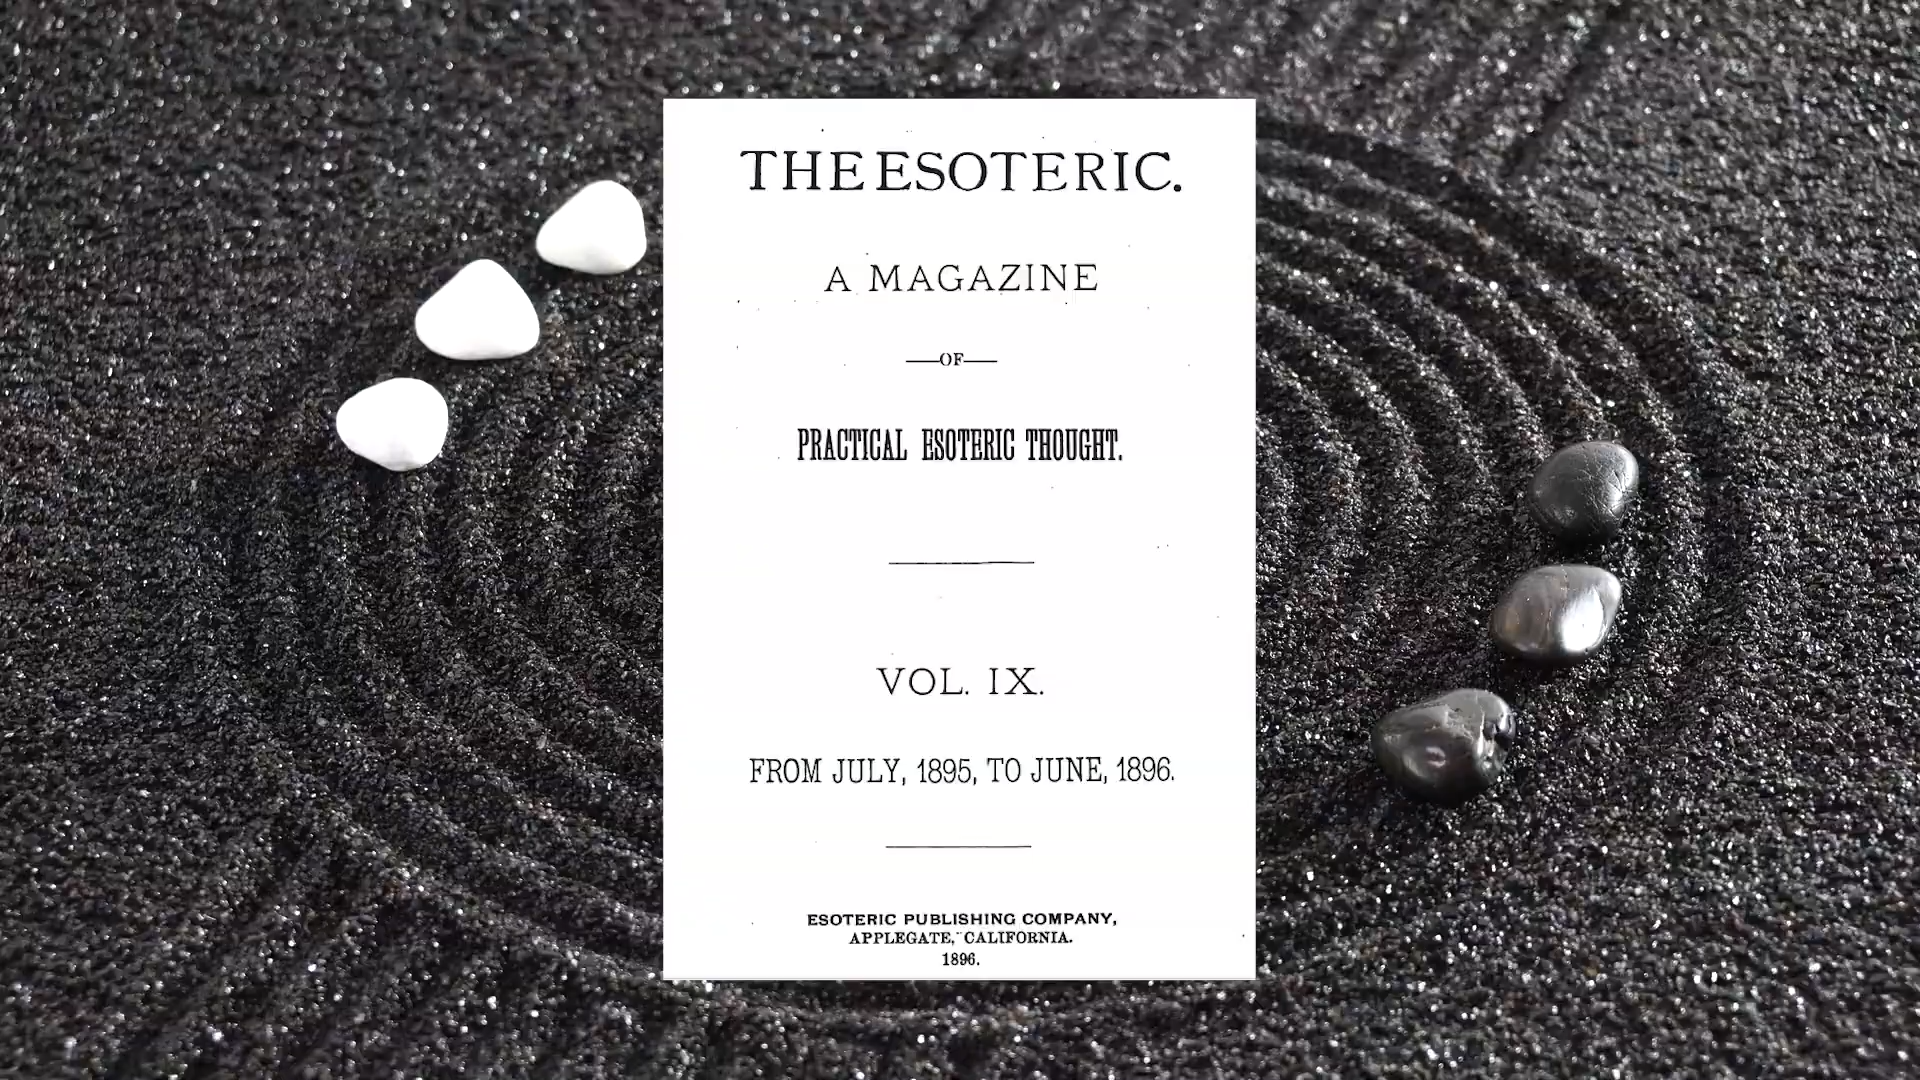 THE ESOTERIC.
A MAGAZINE
—OF—
PRACTICAL ESOTERIC THOUGHT.
VOL. IX.
FROM JULY, 1895, TO JUNE, 1896.
ESOTERIC PUBLISHING COMPANY,
APPLEGATE, CALIFORNIA.
1896.